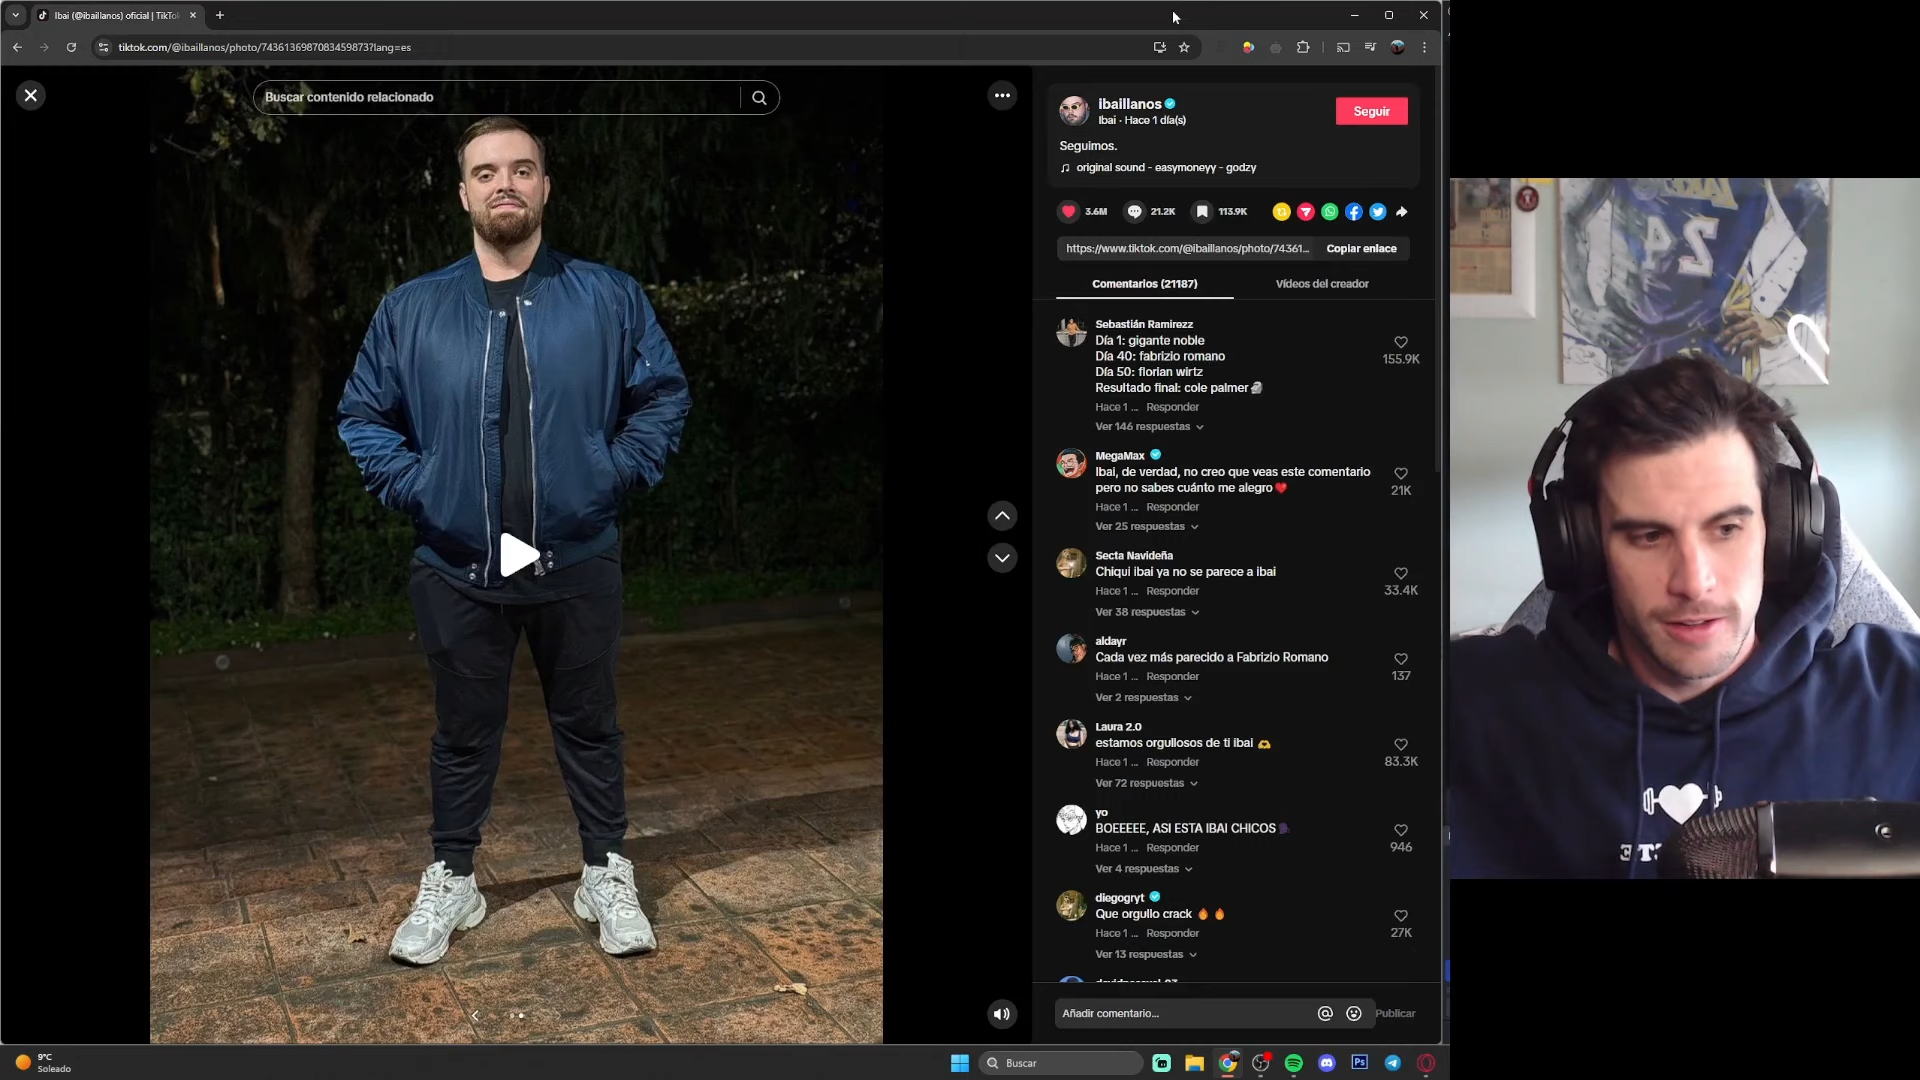 Ibai (@ibaillanos) oficial | TikTok
tiktok.com/@ibaillanos/photo/7436136987083459873?lang=es
Buscar contenido relacionado
ibaillanos
Ibai · Hace 1 día(s)
Seguir
Seguimos.
original sound - easymoneyy - godzy
3.6M
21.2K
113.9K
https://www.tiktok.com/@ibaillanos/photo/74361...
Copiar enlace
Comentarios (21187)
Vídeos del creador
Sebastián Ramirezz
Día 1: gigante noble
Día 40: fabrizio romano
Día 50: florian wirtz
Resultado final: cole palmer🗿
155.9K
Hace 1 ... Responder
Ver 146 respuestas
MegaMax
Ibai, de verdad, no creo que veas este comentario
pero no sabes cuánto me alegro❤️
21K
Hace 1 ... Responder
Ver 25 respuestas
Secta Navideña
Chiqui ibai ya no se parece a ibai
33.4K
Hace 1 ... Responder
Ver 38 respuestas
aldayr
Cada vez más parecido a Fabrizio Romano
137
Hace 1 ... Responder
Ver 2 respuestas
Laura 2.0
estamos orgullosos de ti ibai 🫶
83.3K
Hace 1 ... Responder
Ver 72 respuestas
yo
BOEEEEE, ASI ESTA IBAI CHICOS🗣
946
Hace 1 ... Responder
Ver 4 respuestas
diegogryt
Que orgullo crack 🔥 🔥
27K
Hace 1 ... Responder
Ver 13 respuestas
Añadir comentario...
Publicar
9°C
Soleado
Buscar
Ps
24